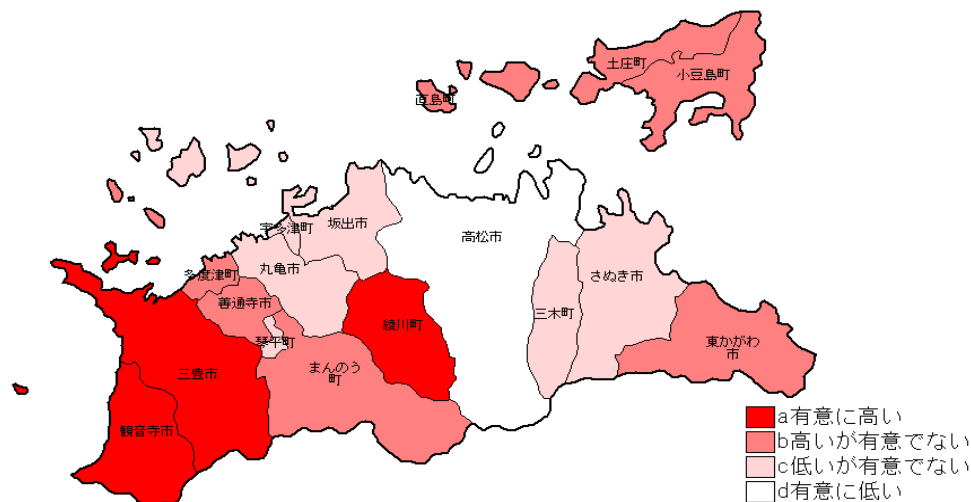 土庄町
小豆島町
直島町
宇多津町
坂出市
高松市
多度津町
丸亀市
さぬき市
善通寺市
三木町
綾川町
琴平町
東かがわ
市
まんのう
町
三豊市
観音寺市
a有意に高い
b高いが有意でない
c低いが有意でない
d有意に低い